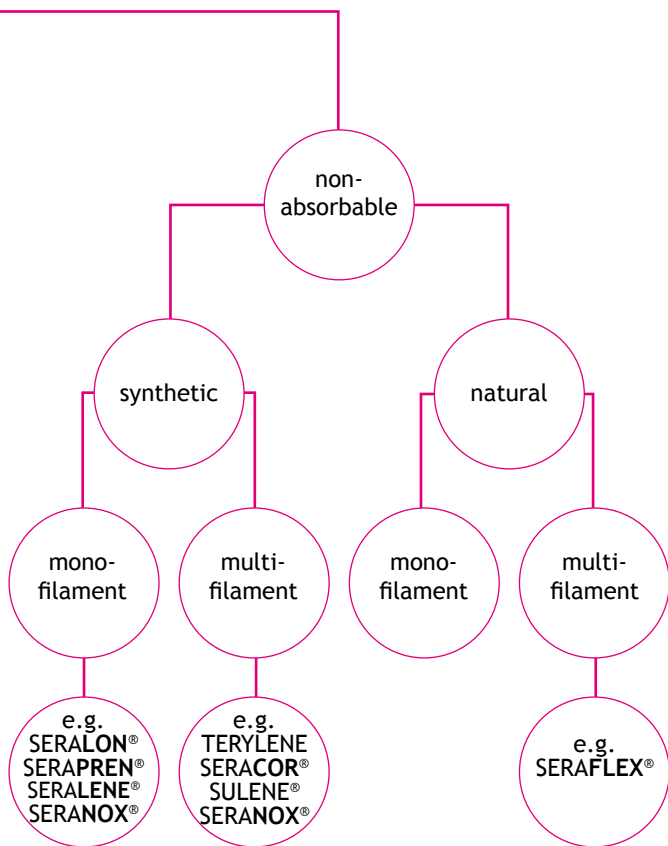 non-
absorbable
synthetic
natural
mono-
filament
multi-
filament
mono-
filament
multi-
filament
e.g.
SERALON®
SERAPREN®
SERALENE®
SERANOX®
e.g.
TERYLENE
SERACOR®
SULENE®
SERANOX®
e.g.
SERAFLEX®